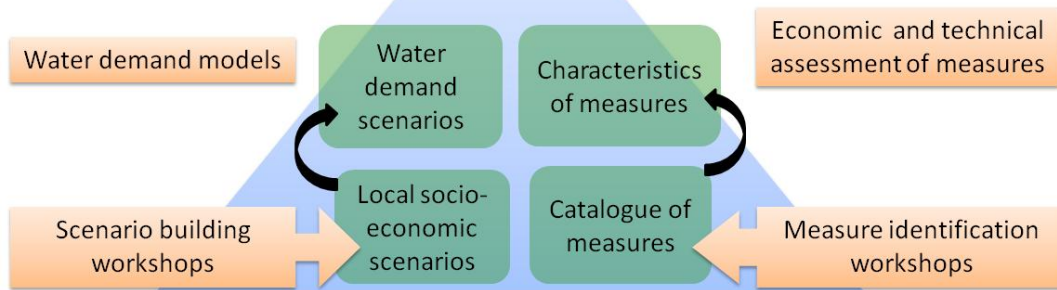 Water demand models
Water
demand
scenarios
Characteristics
of measures
Economic and technical
assessment of measures
Scenario building
workshops
Local socio-
economic
scenarios
Catalogue of
measures
Measure identification
workshops